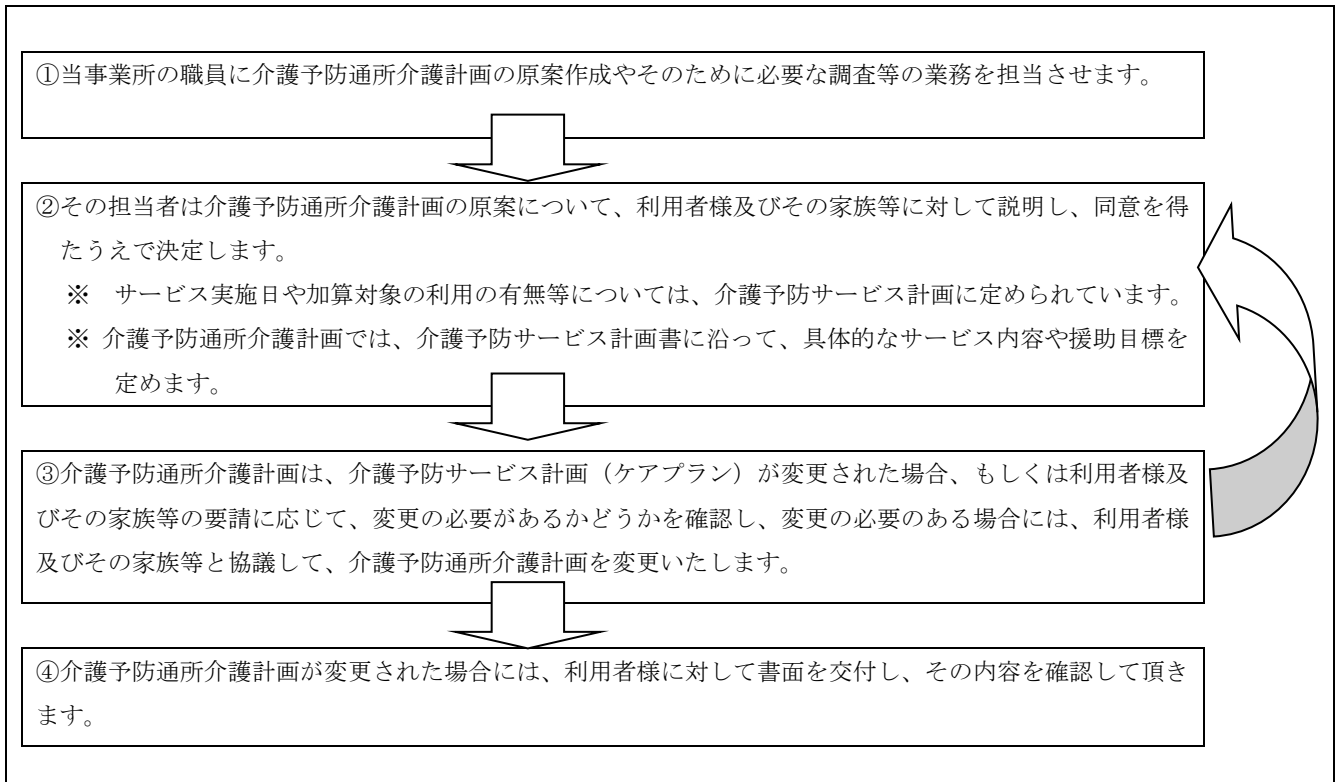 ①当事業所の職員に介護予防通所介護計画の原案作成やそのために必要な調査等の業務を担当させます。
②その担当者は介護予防通所介護計画の原案について、利用者様及びその家族等に対して説明し、同意を得
たうえで決定します。
※　サービス実施日や加算対象の利用の有無等については、介護予防サービス計画に定められています。
※ 介護予防通所介護計画では、介護予防サービス計画書に沿って、具体的なサービス内容や援助目標を
定めます。
③介護予防通所介護計画は、介護予防サービス計画（ケアプラン）が変更された場合、もしくは利用者様及
びその家族等の要請に応じて、変更の必要があるかどうかを確認し、変更の必要のある場合には、利用者様
及びその家族等と協議して、介護予防通所介護計画を変更いたします。
④介護予防通所介護計画が変更された場合には、利用者様に対して書面を交付し、その内容を確認して頂き
ます。